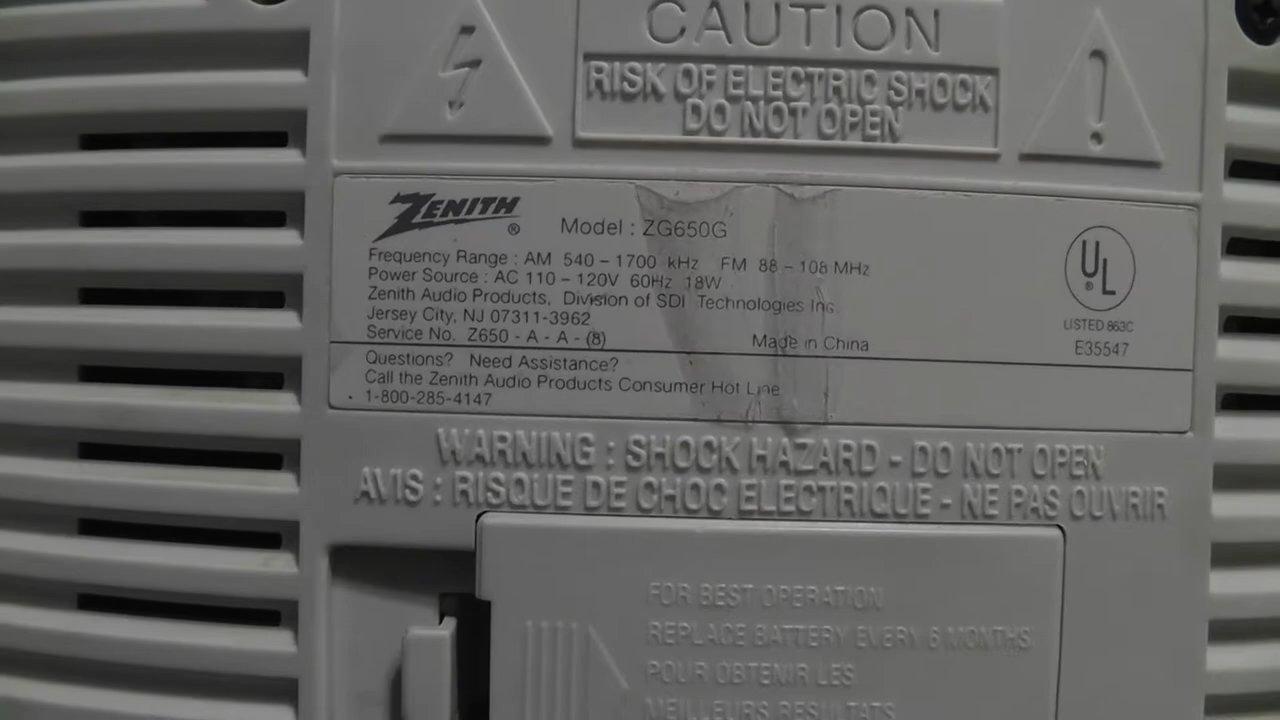 CAUTION
RISK OF ELECTRIC SHOCK
DO NOT OPEN
ZENITH ®
Model : ZG650G
Frequency Range : AM 540 – 1700 kHz FM 88 – 108 MHz
Power Source : AC 110 – 120V 60Hz 18W
Zenith Audio Products, Division of SDI Technologies Inc.
Jersey City, NJ 07311-3962
Service No. Z650 - A - A - (8)
Made in China
UL ®
LISTED 863C
E35547
Questions? Need Assistance?
Call the Zenith Audio Products Consumer Hot Line
1-800-285-4147
WARNING : SHOCK HAZARD - DO NOT OPEN
AVIS : RISQUE DE CHOC ELECTRIQUE - NE PAS OUVRIR
FOR BEST OPERATION
REPLACE BATTERY EVERY 6 MONTHS
POUR OBTENIR LES
MEILLEURS RESULTATS